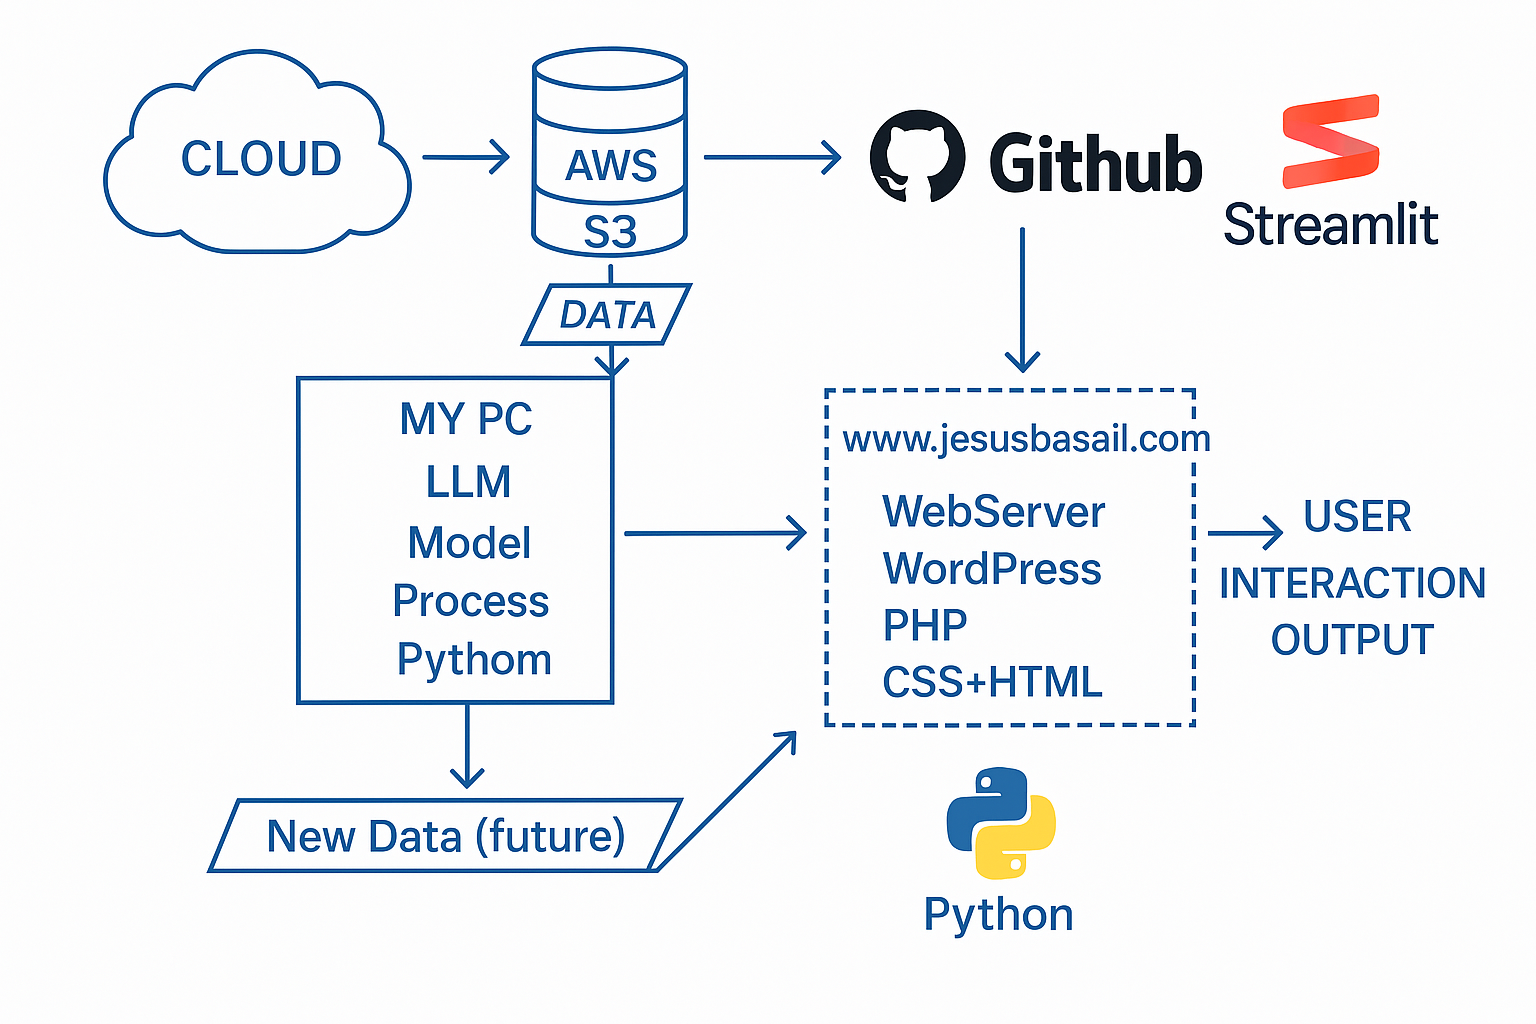 CLOUD
AWS
S3
Github
Streamlit
DATA
MY PC
LLM
Model
Process
Pythom
www.jesusbasail.com
WebServer
WordPress
PHP
CSS+HTML
USER
INTERACTION
OUTPUT
New Data (future)
Python